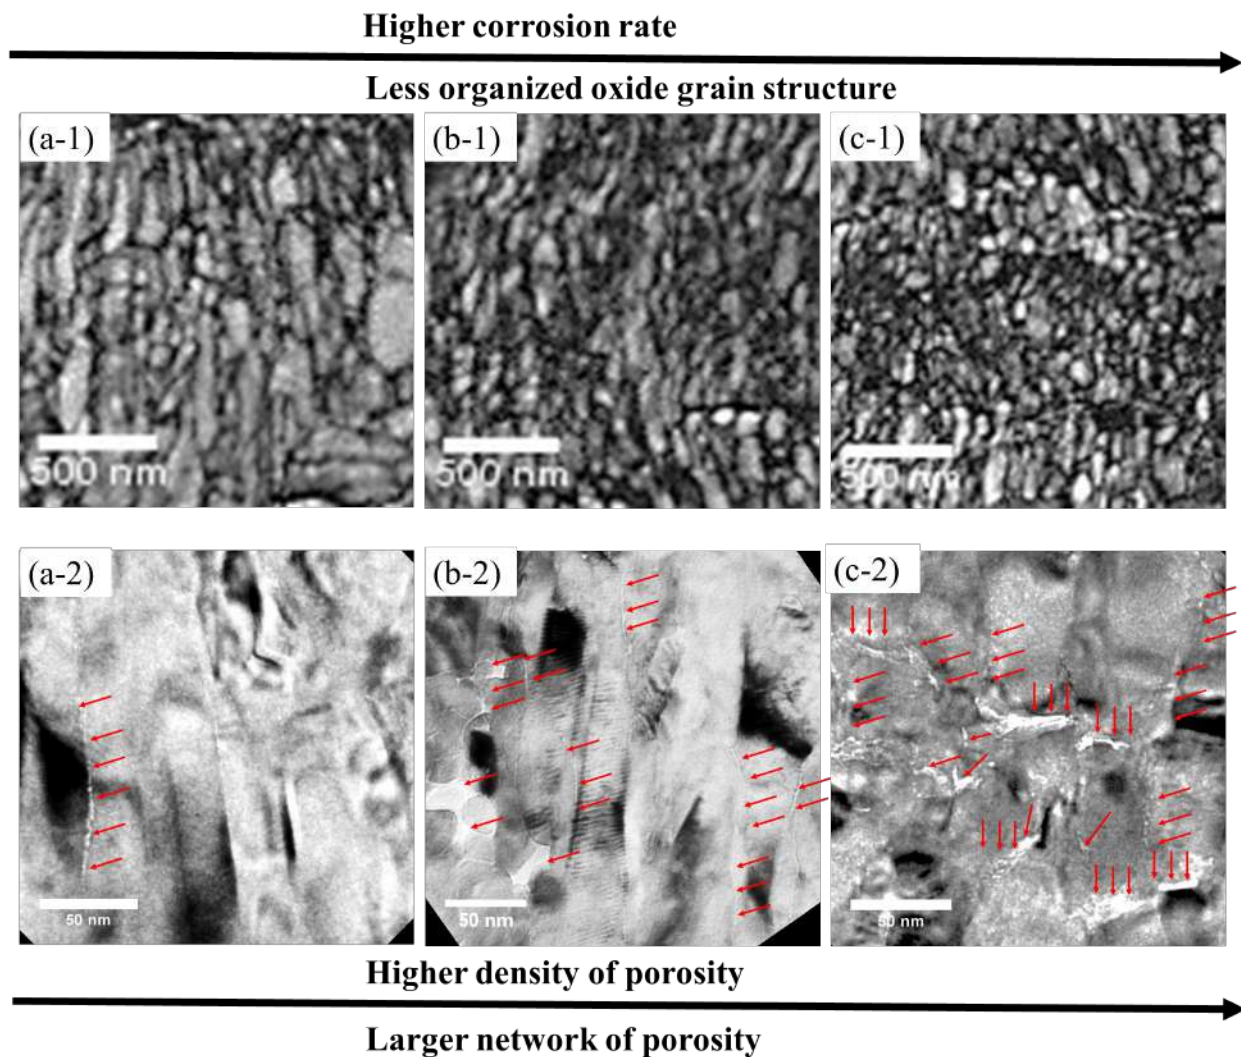 Higher corrosion rate
Less organized oxide grain structure
(a-1)
(b-1)
(c-1)
500 nm
500 nm
500 nm
(a-2)
(b-2)
(c-2)
50 nm
50 nm
50 nm
Higher density of porosity
Larger network of porosity